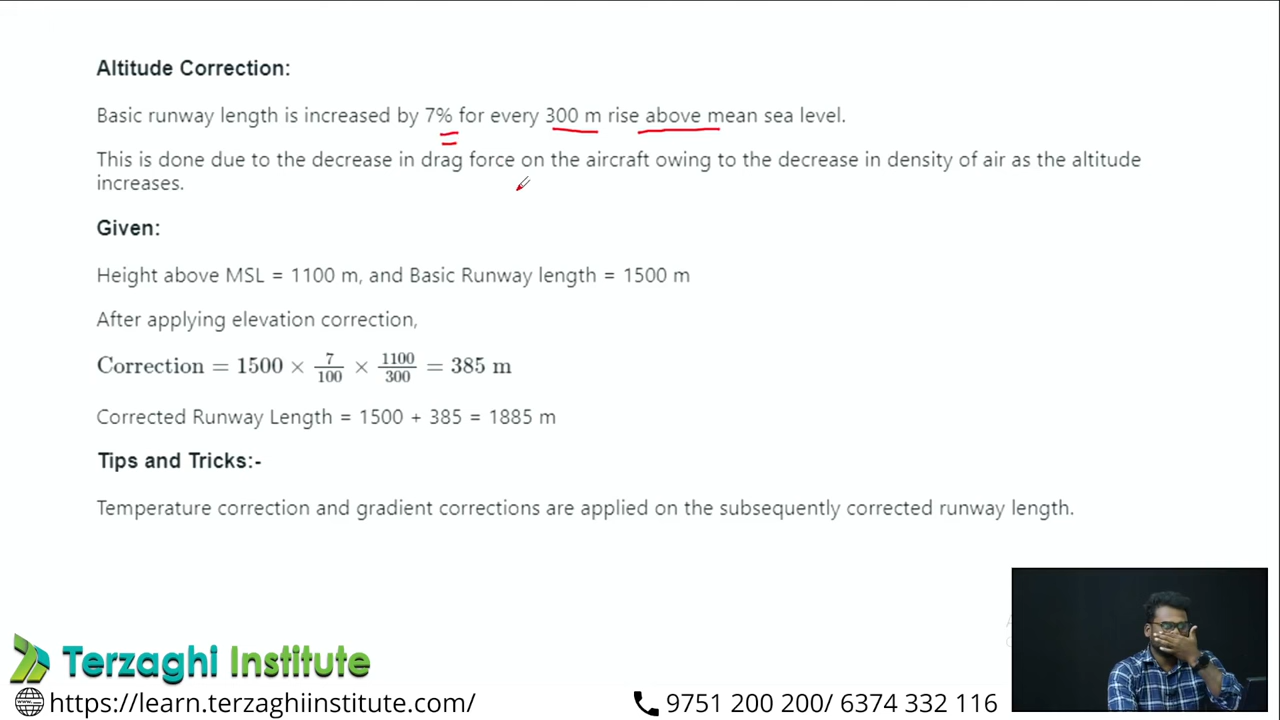 Altitude Correction:
Basic runway length is increased by 7% for every 300 m rise above mean sea level.
This is done due to the decrease in drag force on the aircraft owing to the decrease in density of air as the altitude
increases.
Given:
Height above MSL = 1100 m, and Basic Runway length = 1500 m
After applying elevation correction,
Correction = 1500 × 7/100 × 1100/300 = 385 m
Corrected Runway Length = 1500 + 385 = 1885 m
Tips and Tricks:-
Temperature correction and gradient corrections are applied on the subsequently corrected runway length.
Terzaghi Institute
https://learn.terzaghiinstitute.com/
9751 200 200/ 6374 332 116